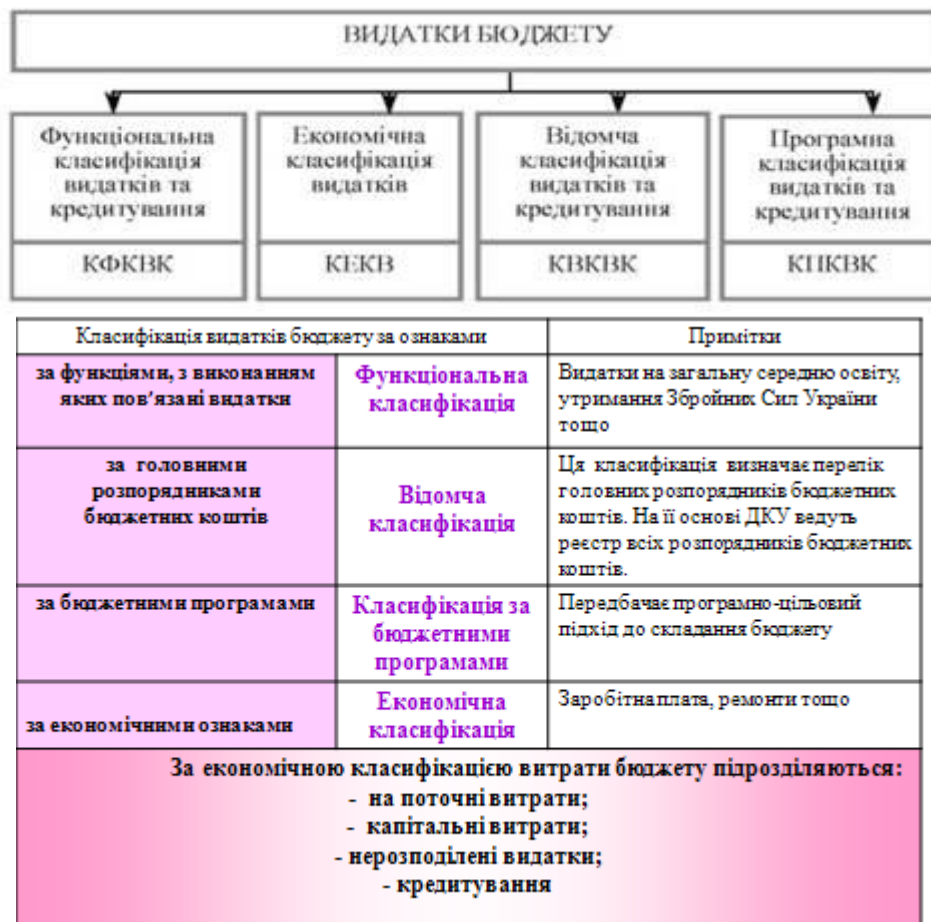 ВИДАТКИ БЮДЖЕТУ
Функціональна
класифікація
видатків та
кредитування
КФКВК
Економічна
класифікація
видатків
КЕКВ
Відомча
класифікація
видатків та
кредитування
КВКВК
Програмна
класифікація
видатків та
кредитування
КПКВК
Класифікація видатків бюджету за ознаками
Примітки
за функціями, з виконанням
яких пов'язані видатки
Функціональна
класифікація
Видатки на загальну середню освіту,
утримання Збройних Сил України
тощо
за головними
розпорядниками
бюджетних коштів
Відомча
класифікація
Ця класифікація визначає перелік
головних розпорядників бюджетних
коштів. На її основі ДКУ ведуть
реєстр всіх розпорядників бюджетних
коштів.
за бюджетними програмами
Класифікація за
бюджетними
програмами
Передбачає програмно-цільовий
підхід до складання бюджету
за економічними ознаками
Економічна
класифікація
Заробітна плата, ремонти тощо
За економічною класифікацією витрати бюджету підрозділяються:
- на поточні витрати;
- капітальні витрати;
- нерозподілені видатки;
- кредитування